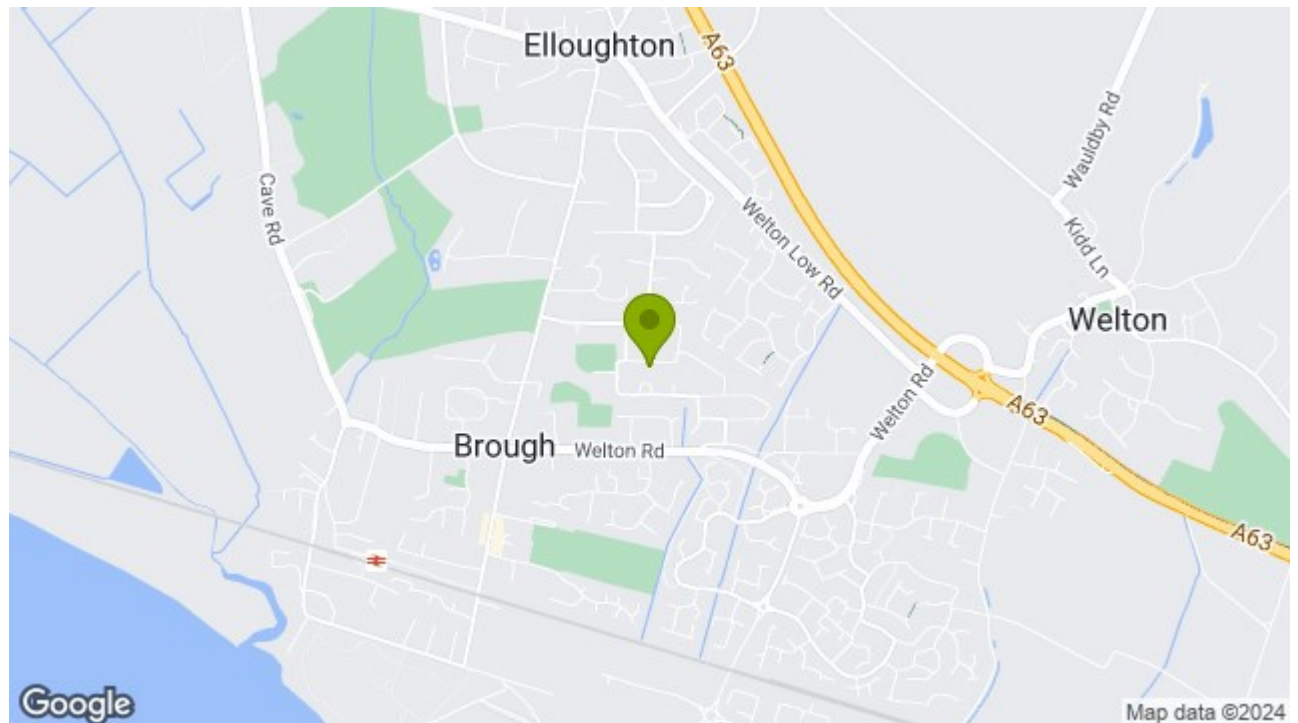 Elloughton
A63
Wauldby Rd
Cave Rd
Kidd Ln
Welton Low Rd
Welton
Welton Rd
A63
Brough
Welton Rd
A63
Google
Map data ©2024